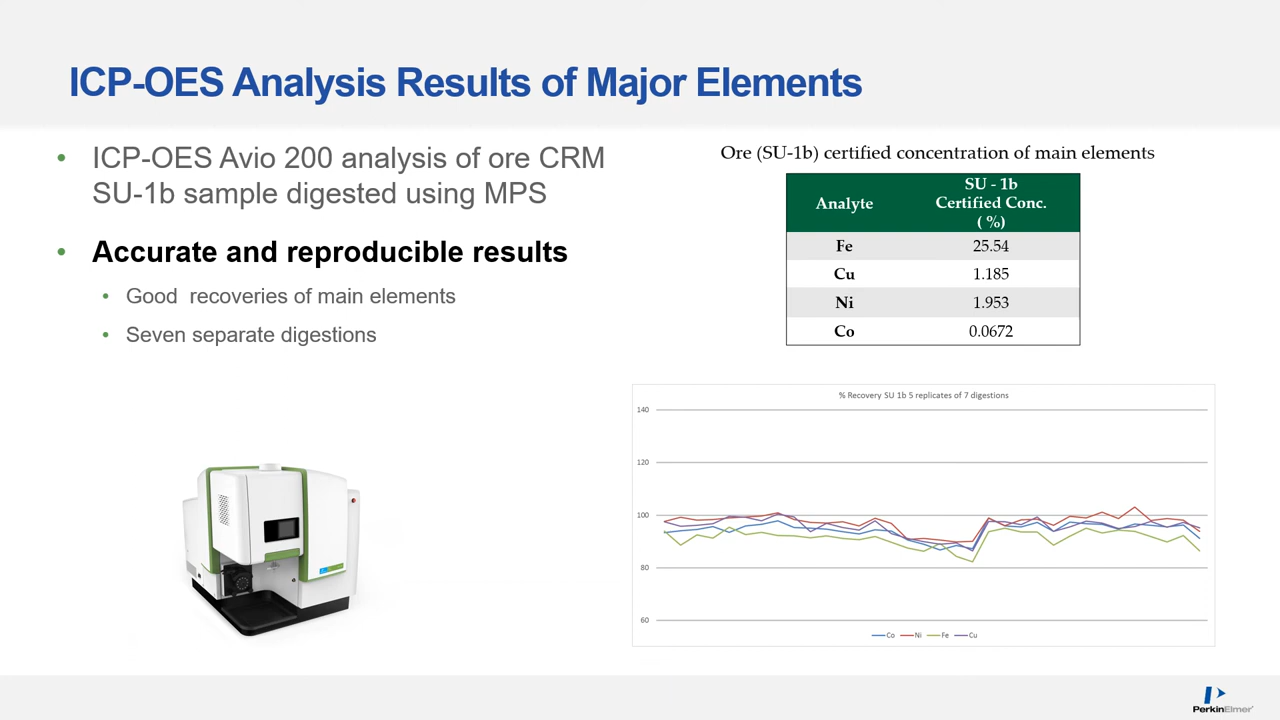 ICP-OES Analysis Results of Major Elements
• ICP-OES Avio 200 analysis of ore CRM
SU-1b sample digested using MPS
• Accurate and reproducible results
• Good recoveries of main elements
• Seven separate digestions
Ore (SU-1b) certified concentration of main elements
Analyte SU - 1b
Certified Conc.
( %)
Fe 25.54
Cu 1.185
Ni 1.953
Co 0.0672
% Recovery SU 1b 5 replicates of 7 digestions
140
120
100
80
60
Co Ni Fe Cu
PerkinElmer